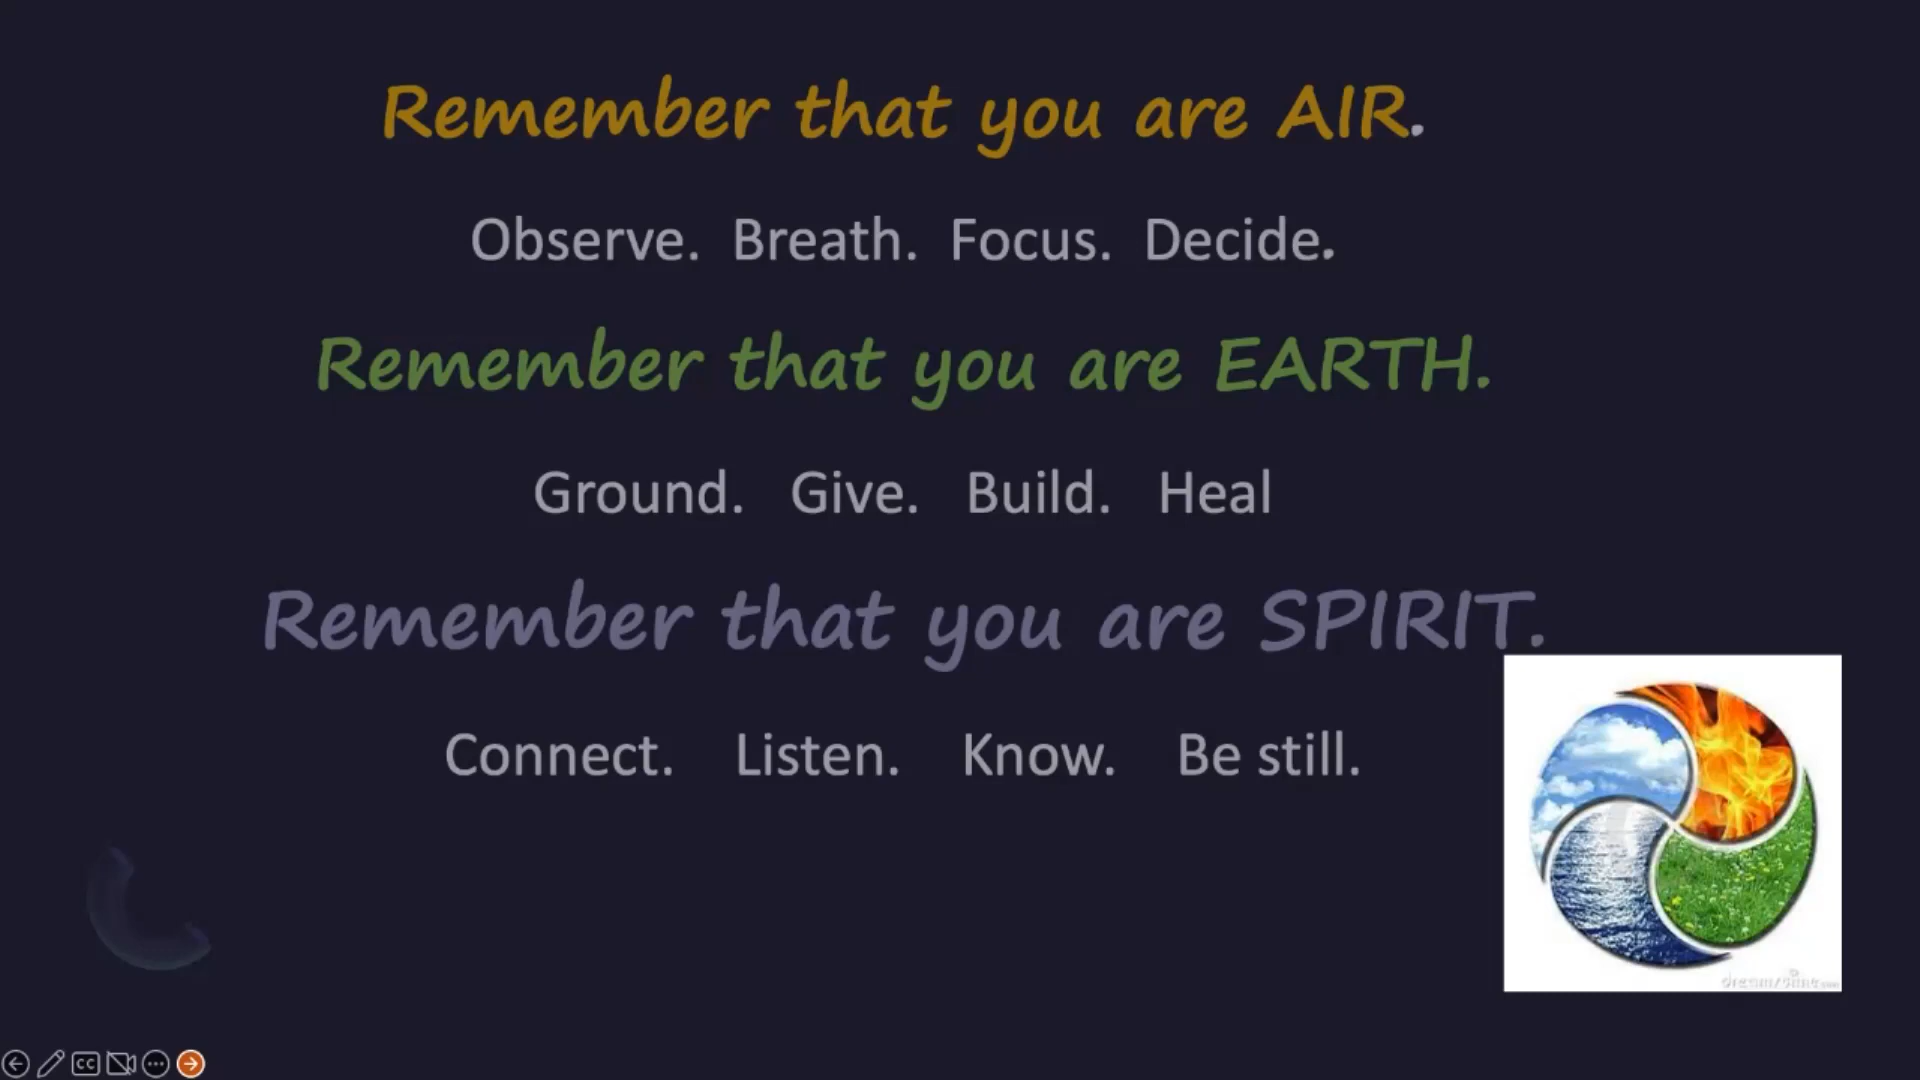 Remember that you are AIR.
Observe. Breath. Focus. Decide.
Remember that you are EARTH.
Ground. Give. Build. Heal
Remember that you are SPIRIT.
Connect. Listen. Know. Be still.
CC